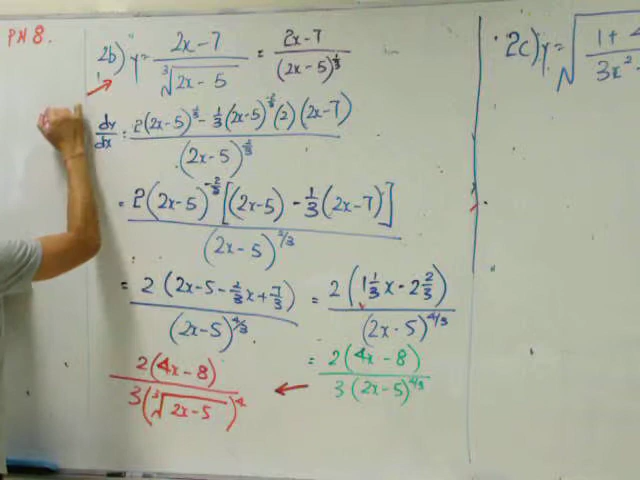 PN 8.
2b) y = (2x - 7)/∛(2x - 5) = (2x - 7)/(2x - 5)^(1/3)
dy/dx = [2(2x - 5)^(1/3) - 1/3(2x - 5)^(-2/3)(2)(2x - 7)]/(2x - 5)^(2/3)
= 2(2x - 5)^(-2/3)[(2x - 5) - 1/3(2x - 7)]/(2x - 5)^(2/3)
= 2(2x - 5 - 2/3x + 7/3)/(2x - 5)^(4/3) = 2(1 1/3x - 2 2/3)/(2x - 5)^(4/3)
= 2(4x - 8)/3(2x - 5)^(4/3)
2(4x - 8)/3(∛(2x - 5))^4
2c) y = √(1 +
3x² -